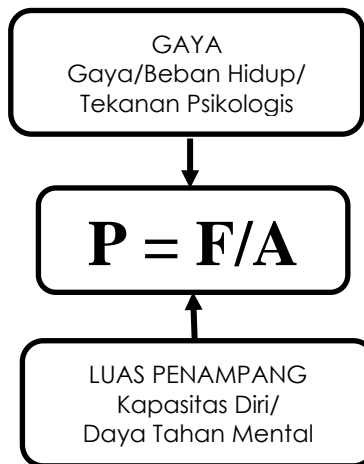 GAYA
Gaya/Beban Hidup/
Tekanan Psikologis
P = F/A
LUAS PENAMPANG
Kapasitas Diri/
Daya Tahan Mental